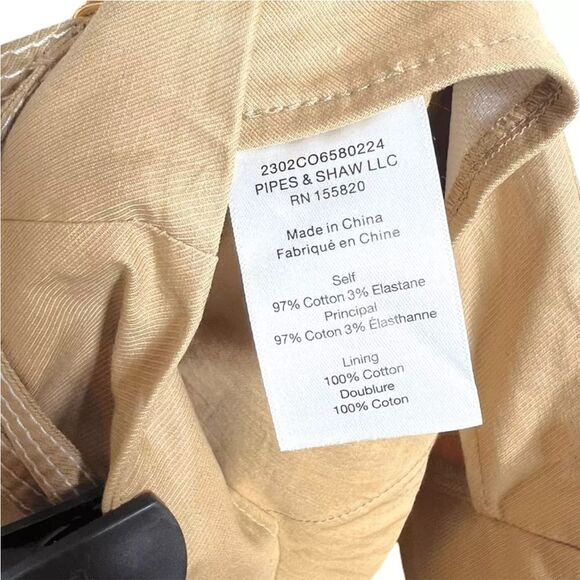 2302CO6580224
PIPES & SHAW LLC
RN 155820
Made in China
Fabriqué en Chine
Self
97% Cotton 3% Elastane
Principal
97% Coton 3% Élasthanne
Lining
100% Cotton
Doublure
100% Coton